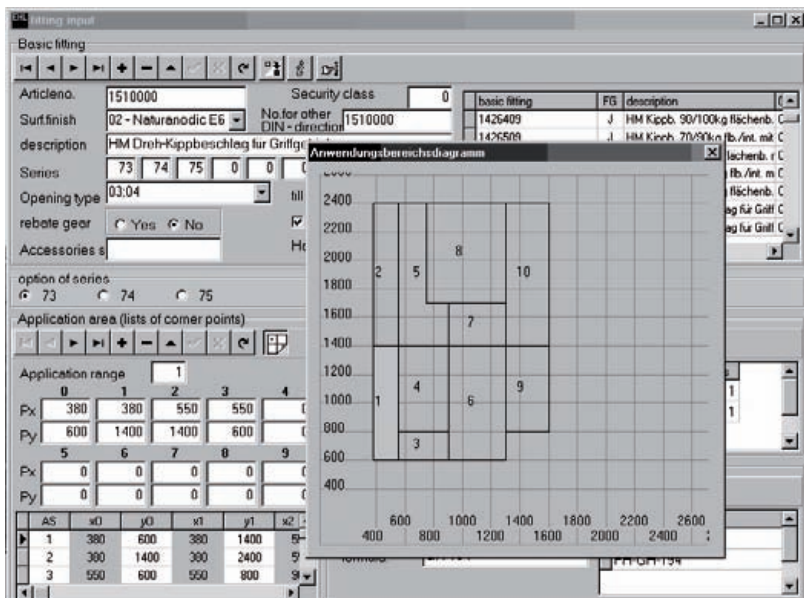 fitting input
Basic fitting
Articleno. 1510000 Security class 0
Surf.finish 02 - Naturanodic E6 No.for other DIN - direction 1510000
description HM Dreh-Kippbeschlag für
Series 73 74 75 0 0
Opening type 03:04
rebate gear Yes No
Accessories s
basic fitting FG description
1426409 J HM Kippb. 90/100kg flächenb.
1426509 J HM Kippb. 70/90kg flb./int. mit
Anwendungsbereichsdiagramm
2400
2200
2000
1800
1600
1400
1200
1000
800
600
400
2 5 8 10
7
1 4 6 9
3
600 1000 1400 1800 2200 2600
400 800 1200 1600 2000 2400
option of series
73 74 75
Application area (lists of corner points)
Application range 1
0 1 2 3 4
Px 380 380 550 550
Py 600 1400 1400 600
5 6 7 8 9
Px 0 0 0 0
Py 0 0 0 0
AS x0 y0 x1 y1 x2
1 380 600 380 1400
2 380 1400 380 2400
3 550 600 550 800